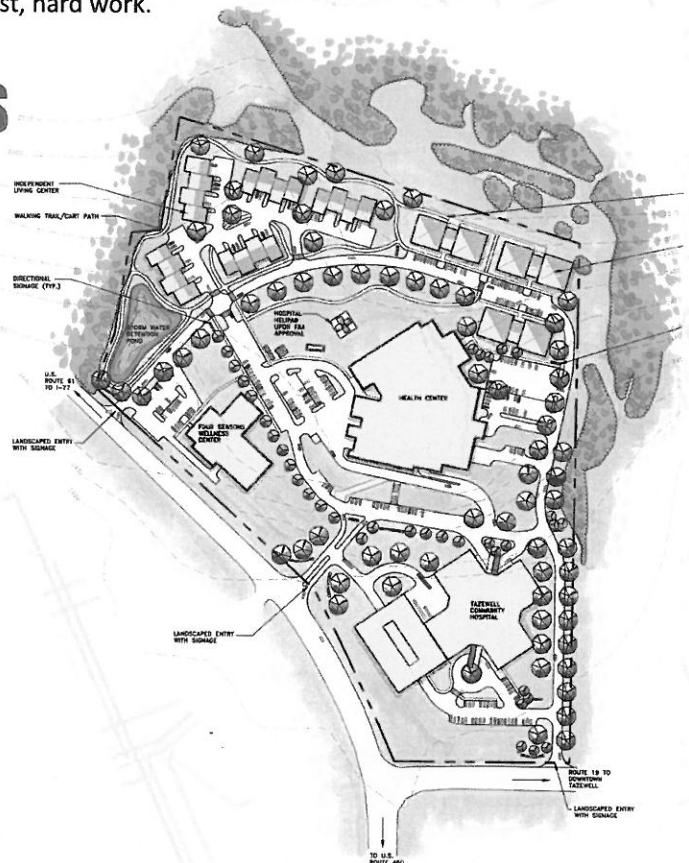 st, hard work.
S
INDEPENDENT
LIVING CENTER
WALKING TRAIL/CART PATH
DIRECTIONAL
SIGNAGE (TYP.)
STORM WATER
DETENTION
POND
HOSPITAL
HELIPAD
UPON FAA
APPROVAL
HEALTH CENTER
U.S.
ROUTE 61
TO I-77
LANDSCAPED ENTRY
WITH SIGNAGE
FOUR SEASONS
WELLNESS
CENTER
LANDSCAPED ENTRY
WITH SIGNAGE
TAZEWELL
COMMUNITY
HOSPITAL
ROUTE 19 TO
DOWNTOWN
TAZEWELL
LANDSCAPED ENTRY
WITH SIGNAGE
TO U.S.
ROUTE 460